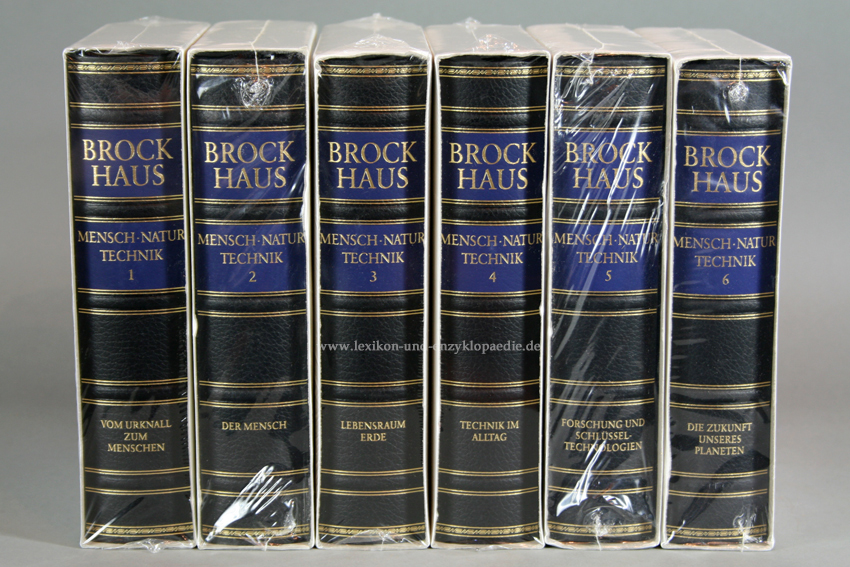 BROCK
HAUS
MENSCH·NATUR
TECHNIK
1
VOM URKNALL
ZUM
MENSCHEN
BROCK
HAUS
MENSCH·NATUR
TECHNIK
2
DER MENSCH
BROCK
HAUS
MENSCH·NATUR
TECHNIK
3
LEBENSRAUM
ERDE
BROCK
HAUS
MENSCH·NATUR
TECHNIK
4
TECHNIK IM
ALLTAG
BROCK
HAUS
MENSCH·NATUR
TECHNIK
5
FORSCHUNG UND
SCHLÜSSEL-
TECHNOLOGIEN
BROCK
HAUS
MENSCH·NATUR
TECHNIK
6
DIE ZUKUNFT
UNSERES
PLANETEN
www.lexikon-und-enzyklopaedie.de